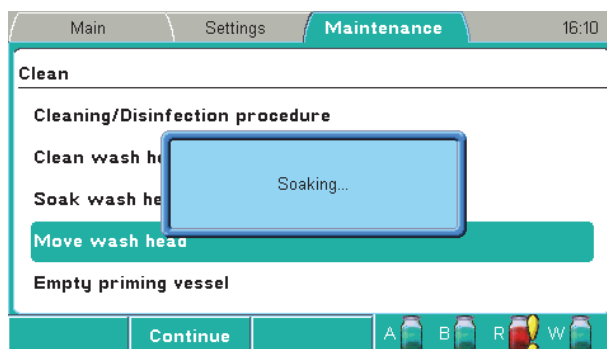 Main Settings Maintenance 16:10
Clean
Cleaning/Disinfection procedure
Clean wash
Soaking...
Soak wash
Move wash head
Empty priming vessel
Continue A B R W